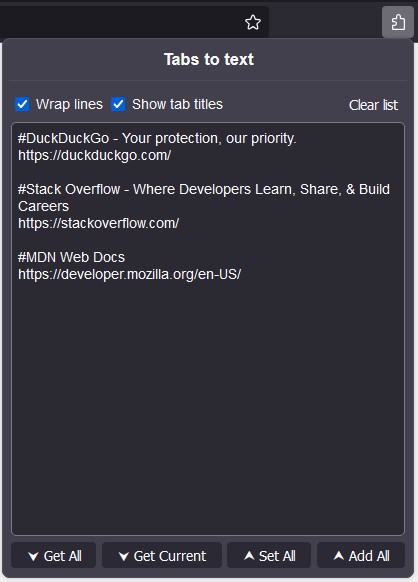 Tabs to text
Wrap lines Show tab titles Clear list
#DuckDuckGo - Your protection, our priority.
https://duckduckgo.com/
#Stack Overflow - Where Developers Learn, Share, & Build
Careers
https://stackoverflow.com/
#MDN Web Docs
https://developer.mozilla.org/en-US/
Get All Get Current Set All Add All